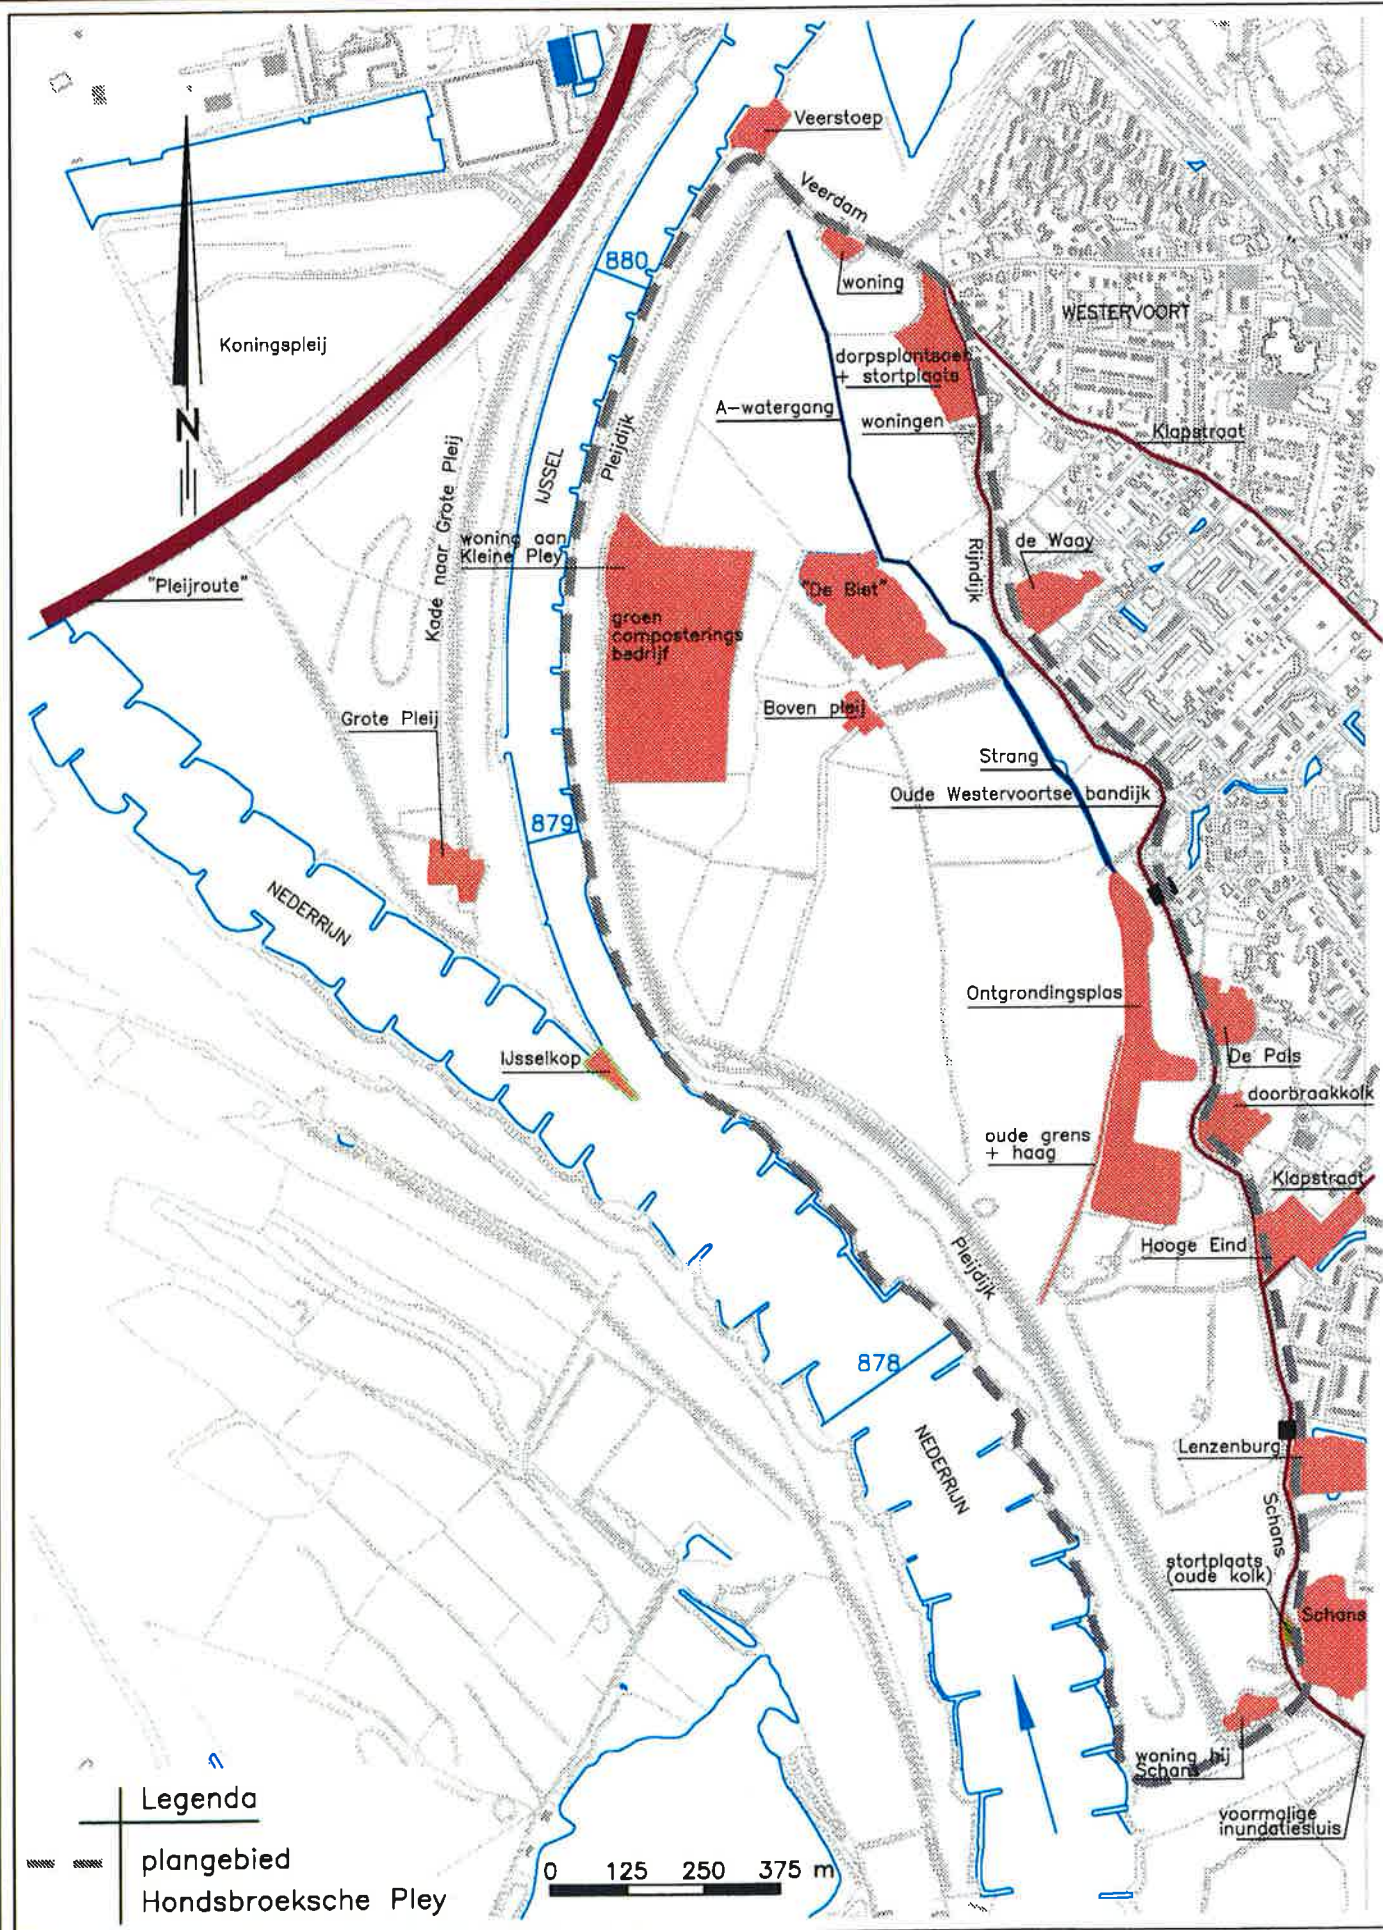 Veerstoep
Veerdam
880
woning
WESTERVOORT
Koningspleij
dorpsplantsoen
+ stortplaats
A-watergang
woningen
Klapstraat
N
IJSSEL
Pleijdijk
Kade naar Grote Pleij
woning aan
Kleine Pley
Rijndijk
de Waay
"Pleijroute"
"De Biet"
groen
composterings
bedrijf
Grote Pleij
Boven pleij
Strang
Oude Westervoortse bandijk
879
NEDERRIJN
Ontgrondingsplas
IJsselkop
De Pals
doorbraakkolk
oude grens
+ haag
Klapstraat
Hooge Eind
Pleijdijk
878
NEDERRIJN
Lenzenburg
Schans
stortplaats
(oude kolk)
Schans
woning bij
Schans
voormalige
inundatiesluis
Legenda
plangebied
Hondsbroeksche Pley
0 125 250 375 m